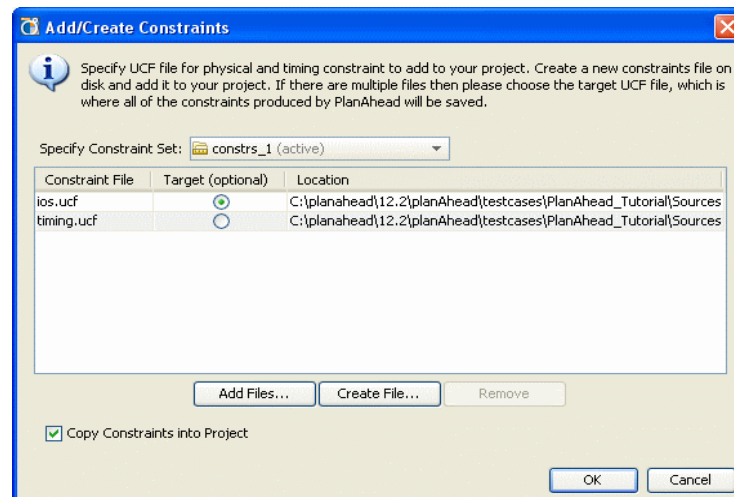 Add/Create Constraints
Specify UCF file for physical and timing constraint to add to your project. Create a new constraints file on
disk and add it to your project. If there are multiple files then please choose the target UCF file, which is
where all of the constraints produced by PlanAhead will be saved.
Specify Constraint Set: constrs_1 (active)
Constraint File Target (optional) Location
ios.ucf C:\planahead\12.2\planAhead\testcases\PlanAhead_Tutorial\Sources
timing.ucf C:\planahead\12.2\planAhead\testcases\PlanAhead_Tutorial\Sources
Add Files... Create File... Remove
Copy Constraints into Project
OK Cancel